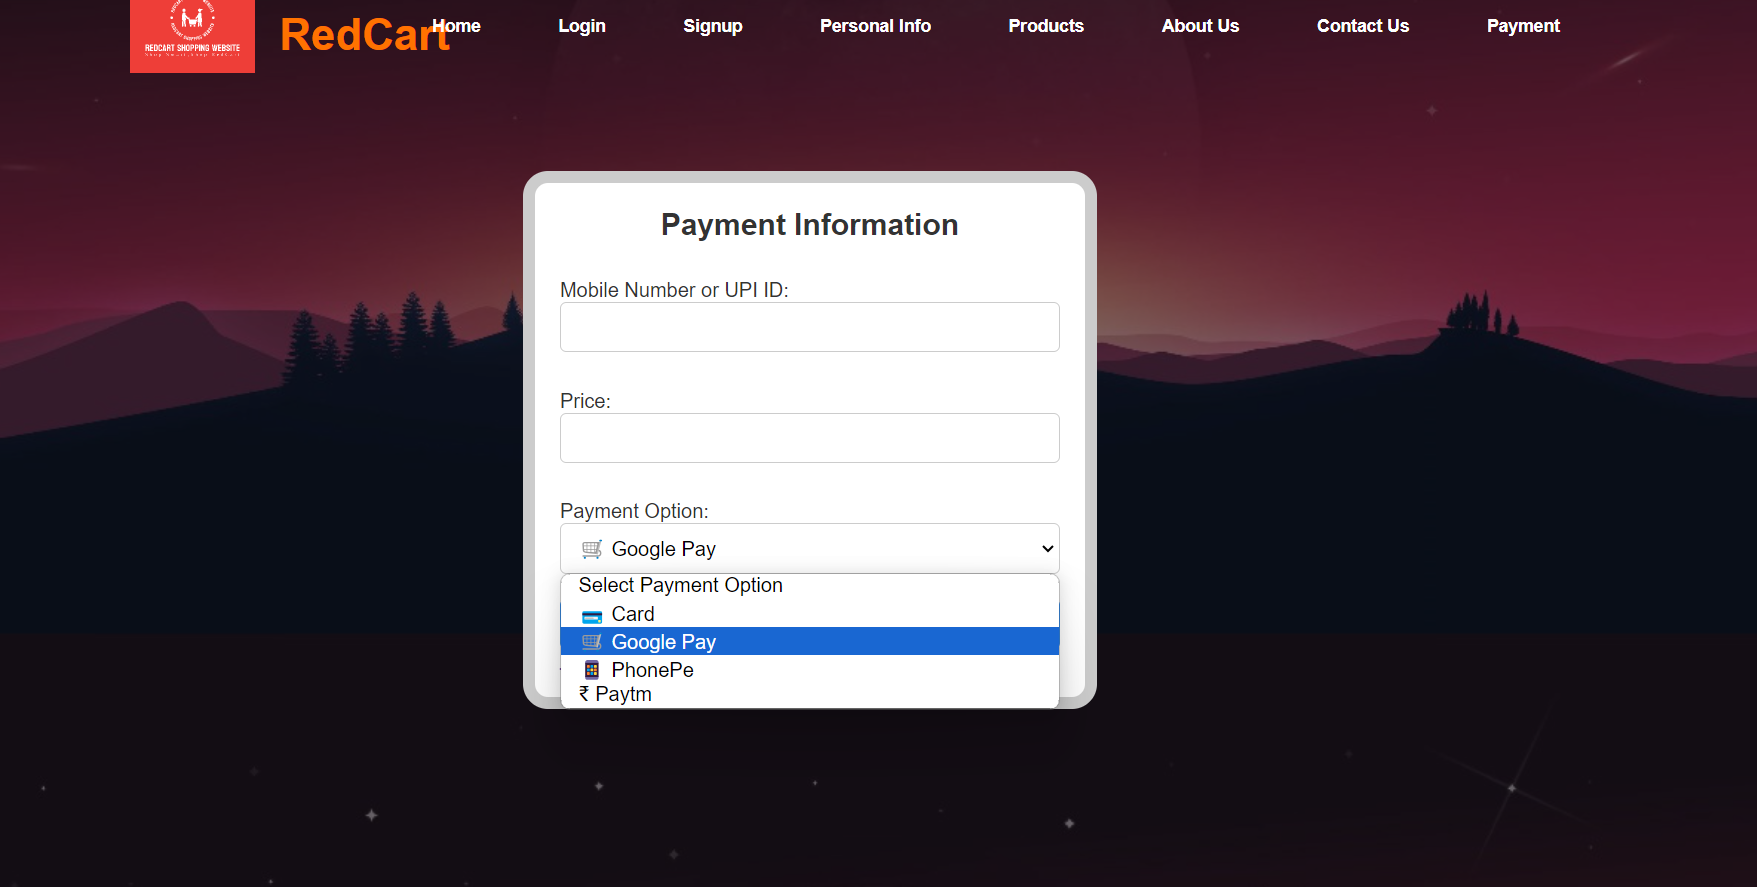 RedCart
Home Login Signup Personal Info Products About Us Contact Us Payment
REDCART SHOPPING WEBSITE
Payment Information
Mobile Number or UPI ID:
Price:
Payment Option:
🛒 Google Pay
Select Payment Option
💳 Card
🛒 Google Pay
📱 PhonePe
₹ Paytm